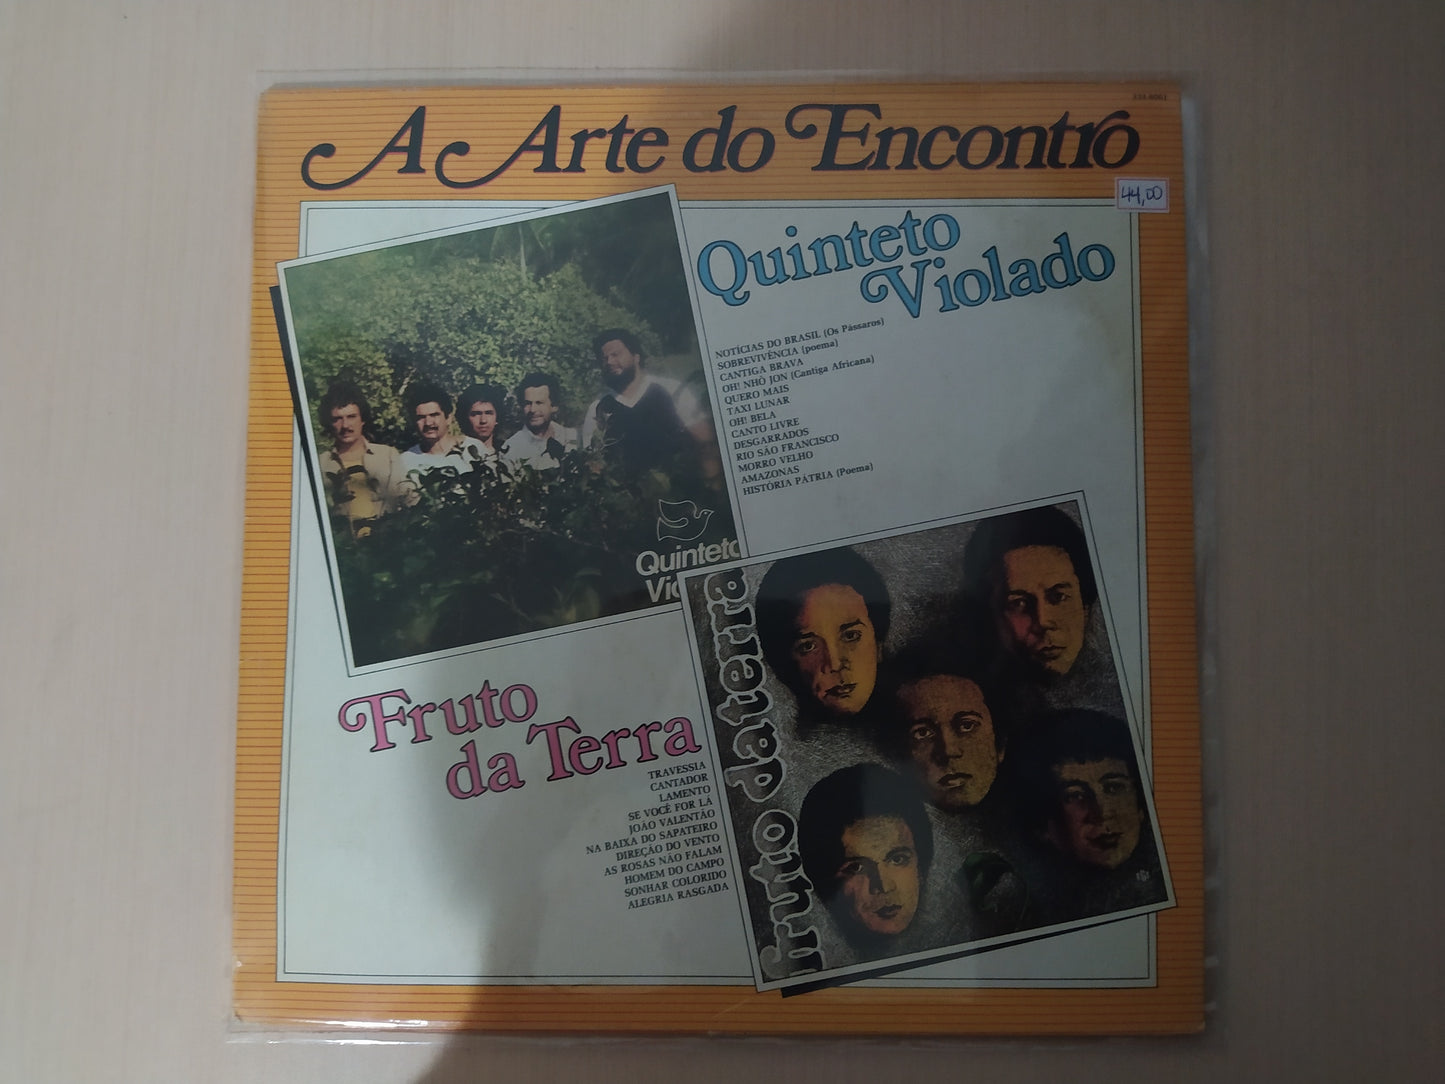 334.6061
A Arte do Encontro
44,00
Quinteto
Violado
NOTÍCIAS DO BRASIL (Os Pássaros)
SOBREVIVÊNCIA (poema)
CANTIGA BRAVA
OH! NHÔ JON (Cantiga Africana)
QUERO MAIS
TAXI LUNAR
OH! BELA
CANTO LIVRE
DESGARRADOS
RIO SÃO FRANCISCO
MORRO VELHO
AMAZONAS
HISTÓRIA PÁTRIA (Poema)
Quinteto
Vio
Fruto
da Terra
TRAVESSIA
CANTADOR
LAMENTO
SE VOCÊ FOR LÁ
JOÃO VALENTÃO
NA BAIXA DO SAPATEIRO
DIREÇÃO DO VENTO
AS ROSAS NÃO FALAM
HOMEM DO CAMPO
SONHAR COLORIDO
ALEGRIA RASGADA
fruto da terra